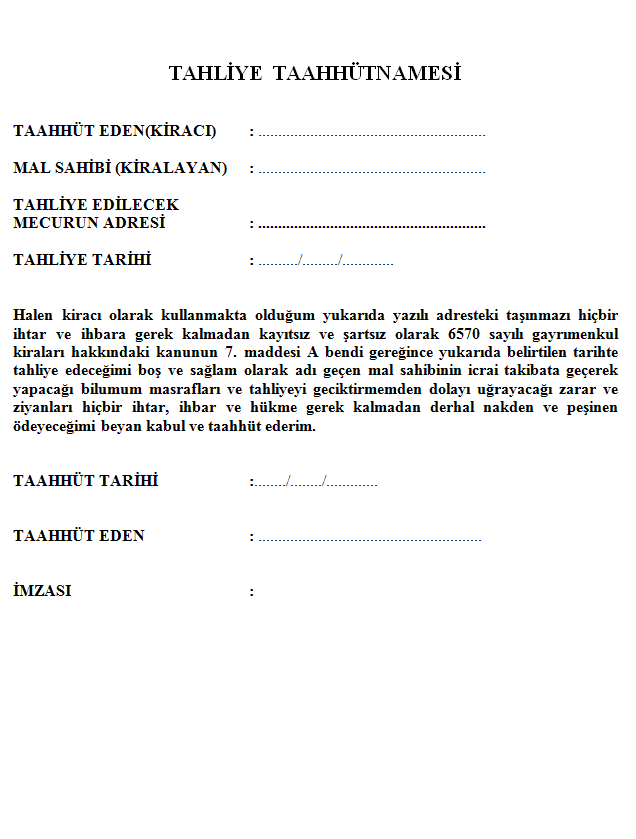 TAHLİYE TAAHHÜTNAMESİ
TAAHHÜT EDEN(KİRACI) : .........................................................
MAL SAHİBİ (KİRALAYAN) : .........................................................
TAHLİYE EDİLECEK
MECURUN ADRESİ : .........................................................
TAHLİYE TARİHİ : ........../........./.............
Halen kiracı olarak kullanmakta olduğum yukarıda yazılı adresteki taşınmazı hiçbir
ihtar ve ihbara gerek kalmadan kayıtsız ve şartsız olarak 6570 sayılı gayrımenkul
kiraları hakkındaki kanunun 7. maddesi A bendi gereğince yukarıda belirtilen tarihte
tahliye edeceğimi boş ve sağlam olarak adı geçen mal sahibinin icrai takibata geçerek
yapacağı bilumum masrafları ve tahliyeyi geciktirmemden dolayı uğrayacağı zarar ve
ziyanları hiçbir ihtar, ihbar ve hükme gerek kalmadan derhal nakden ve peşinen
ödeyeceğimi beyan kabul ve taahhüt ederim.
TAAHHÜT TARİHİ :......../......../.............
TAAHHÜT EDEN : ........................................................
İMZASI :